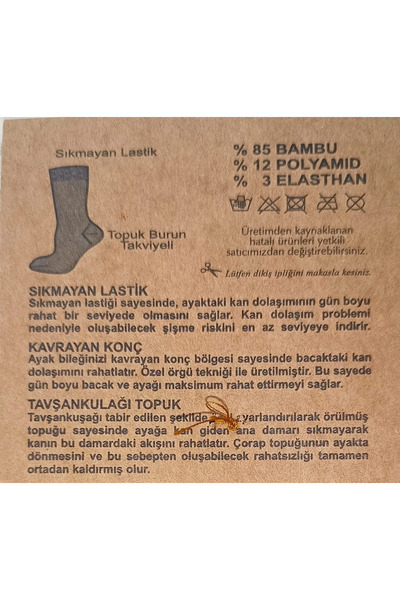 Sıkmayan Lastik
Topuk Burun
Takviyeli
% 85 BAMBU
% 12 POLYAMID
% 3 ELASTHAN
Üretimden kaynaklanan
hatalı ürünleri yetkili
satıcımızdan değiştirebilirsiniz.
Lütfen dikiş ipliğini makasla kesiniz.
SIKMAYAN LASTİK
Sıkmayan lastiği sayesinde, ayaktaki kan dolaşımının gün boyu
rahat bir seviyede olmasını sağlar. Kan dolaşım problemi
nedeniyle oluşabilecek şişme riskini en az seviyeye indirir.
KAVRAYAN KONÇ
Ayak bileğinizi kavrayan konç bölgesi sayesinde bacaktaki kan
dolaşımını rahatlatır. Özel örgü tekniği ile üretilmiştir. Bu sayede
gün boyu bacak ve ayağı maksimum rahat ettirmeyi sağlar.
TAVŞANKULAĞI TOPUK
Tavşankuşağı tabir edilen şekilde yarlandırılarak örülmüş
topuğu sayesinde ayağa kan giden ana damarı sıkmayarak
kanın bu damardaki akışını rahatlatır. Çorap topuğunun ayakta
dönmesini ve bu sebepten oluşabilecek rahatsızlığı tamamen
ortadan kaldırmış olur.